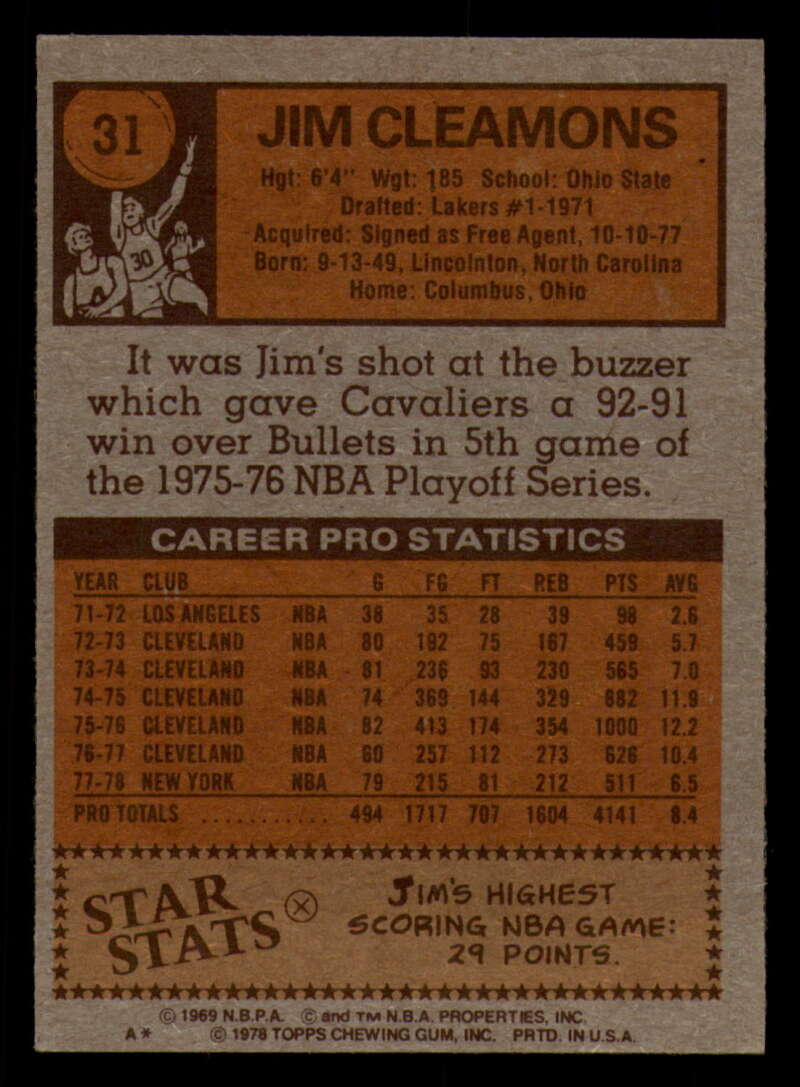 31
JIM CLEAMONS
Hgt: 6'4" Wgt: 185 School: Ohio State
Drafted: Lakers #1-1971
Acquired: Signed as Free Agent, 10-10-77
Born: 9-13-49, Lincolnton, North Carolina
Home: Columbus, Ohio
30
It was Jim's shot at the buzzer
which gave Cavaliers a 92-91
win over Bullets in 5th game of
the 1975-76 NBA Playoff Series.
CAREER PRO STATISTICS
YEAR CLUB G FG FT REB PTS AVG
71-72 LOS ANGELES NBA 38 35 28 39 98 2.6
72-73 CLEVELAND NBA 80 192 75 167 459 5.7
73-74 CLEVELAND NBA 81 236 93 230 565 7.0
74-75 CLEVELAND NBA 74 369 144 329 882 11.9
75-76 CLEVELAND NBA 82 413 174 354 1000 12.2
76-77 CLEVELAND NBA 60 257 112 273 626 10.4
77-78 NEW YORK NBA 79 215 81 212 511 6.5
PRO TOTALS ........... 494 1717 707 1604 4141 8.4
STAR
STATS
JIM'S HIGHEST
SCORING NBA GAME:
29 POINTS.
© 1969 N.B.P.A. © and TM N.B.A. PROPERTIES, INC.
A* © 1978 TOPPS CHEWING GUM, INC. PRTD. IN U.S.A.